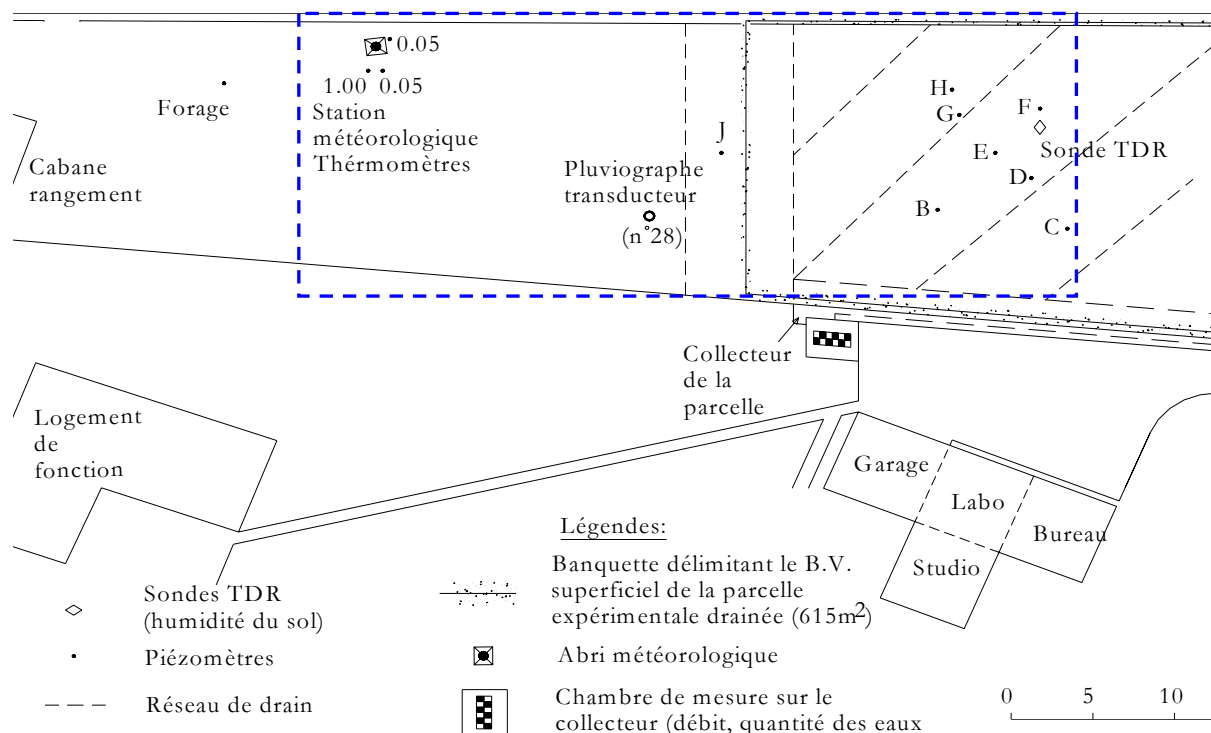 0.05
1.00 0.05
Forage
Station
météorologique
Thérmomètres
Cabane
rangement
Pluviographe
transducteur
(n°28)
J
H
G
F
E
Sonde TDR
D
B
C
Collecteur
de la
parcelle
Logement
de
fonction
Garage
Labo
Bureau
Studio
Légendes:
Sondes TDR
(humidité du sol)
Piézomètres
Réseau de drain
Banquette délimitant le B.V.
superficiel de la parcelle
expérimentale drainée (615m²)
Abri météorologique
Chambre de mesure sur le
collecteur (débit, quantité des eaux
0 5 10